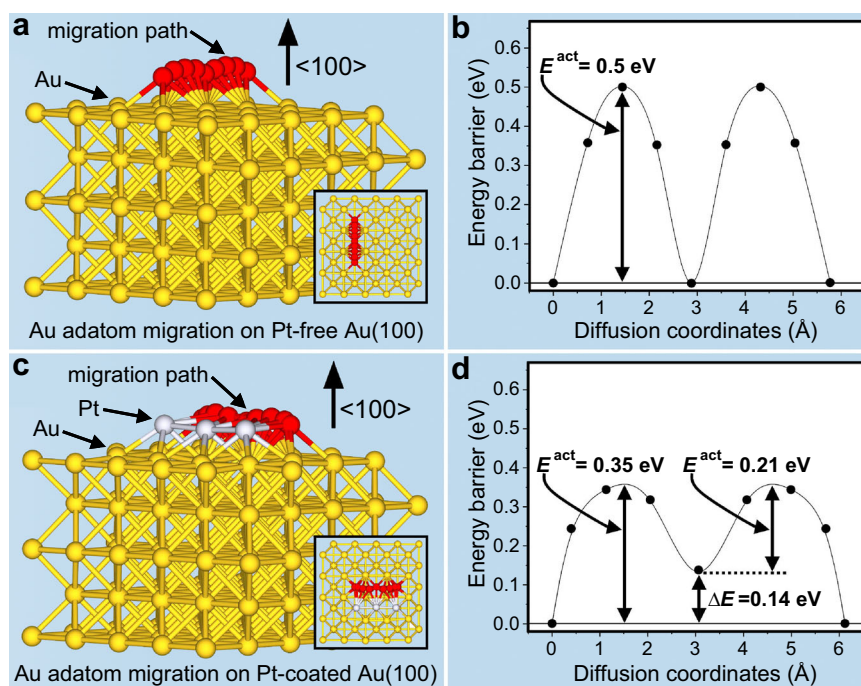 a
migration path
<100>
Au
Au adatom migration on Pt-free Au(100)
b
Energy barrier (eV)
0.6
0.5
0.4
0.3
0.2
0.1
0.0
E^act = 0.5 eV
0 1 2 3 4 5 6
Diffusion coordinates (Å)
c
migration path
Pt
<100>
Au
Au adatom migration on Pt-coated Au(100)
d
Energy barrier (eV)
0.6
0.5
0.4
0.3
0.2
0.1
0.0
E^act = 0.35 eV
E^act = 0.21 eV
ΔE =0.14 eV
0 1 2 3 4 5 6
Diffusion coordinates (Å)